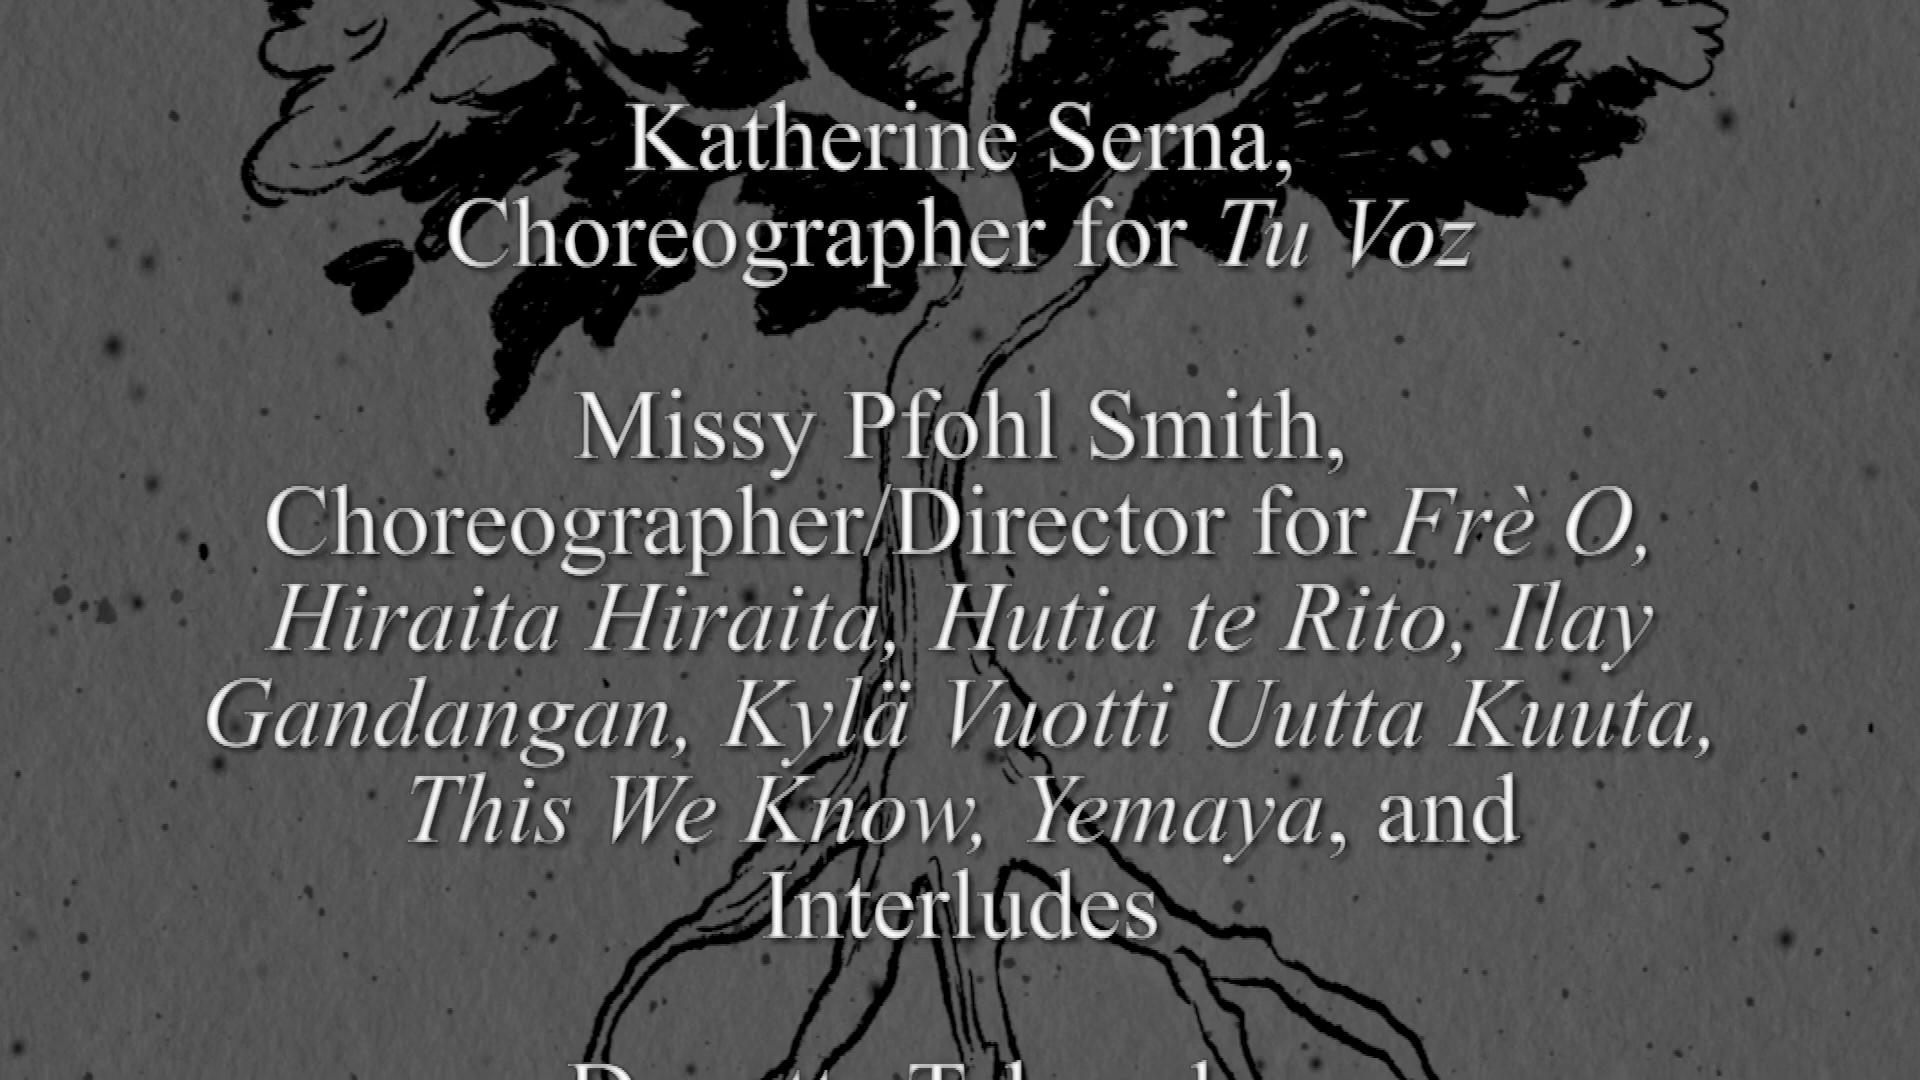 Katherine Serna,
Choreographer for Tu Voz
Missy Pfohl Smith,
Choreographer/Director for Frè O,
Hiraita Hiraita, Hutia te Rito, Ilay
Gandangan, Kylä Vuotti Uutta Kuuta,
This We Know, Yemaya, and
Interludes